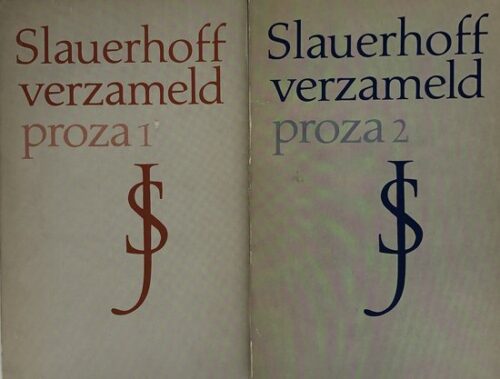 Slauerhoff
verzameld
proza 1
JS
Slauerhoff
verzameld
proza 2
JS